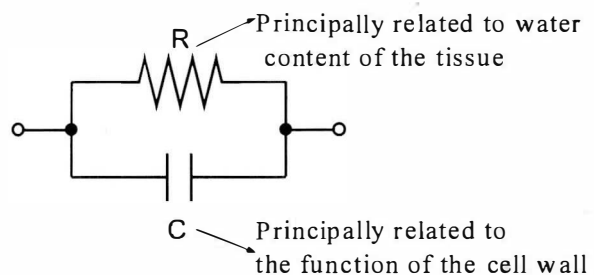 R
Principally related to water
content of the tissue
C
Principally related to
the function of the cell wall